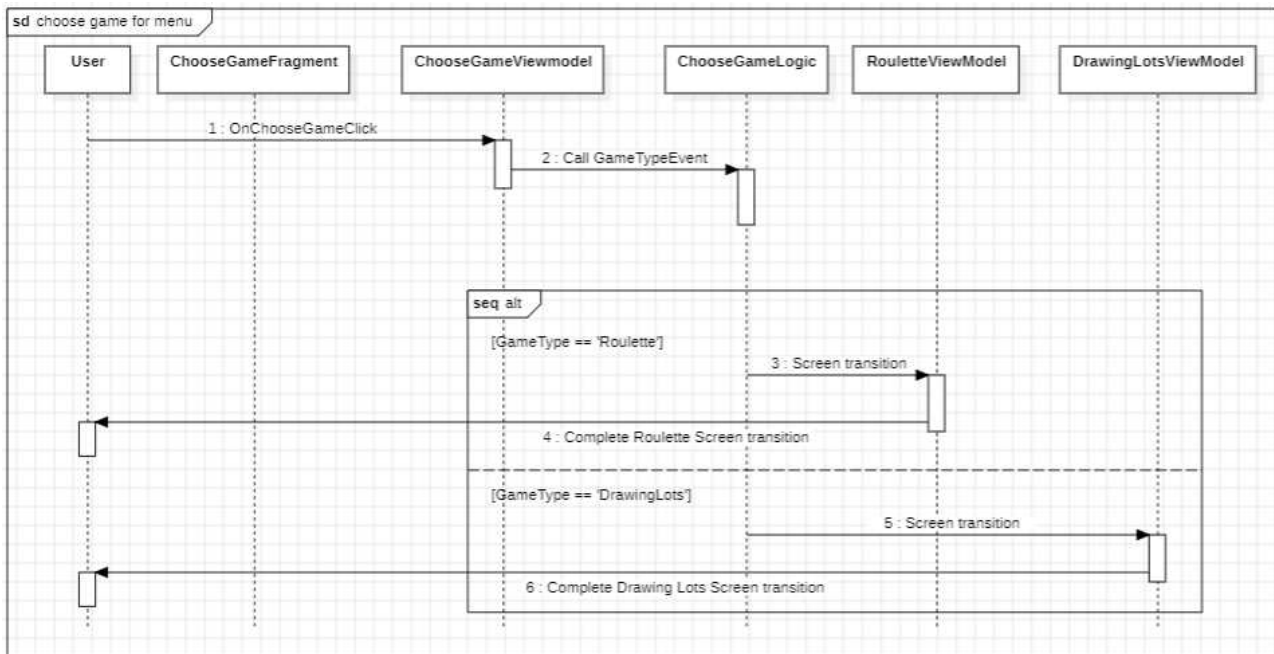 sd choose game for menu
User
ChooseGameFragment
ChooseGameViewmodel
ChooseGameLogic
RouletteViewModel
DrawingLotsViewModel
1 : OnChooseGameClick
2 : Call GameTypeEvent
seq alt
[GameType == 'Roulette']
3 : Screen transition
4 : Complete Roulette Screen transition
[GameType == 'DrawingLots']
5 : Screen transition
6 : Complete Drawing Lots Screen transition